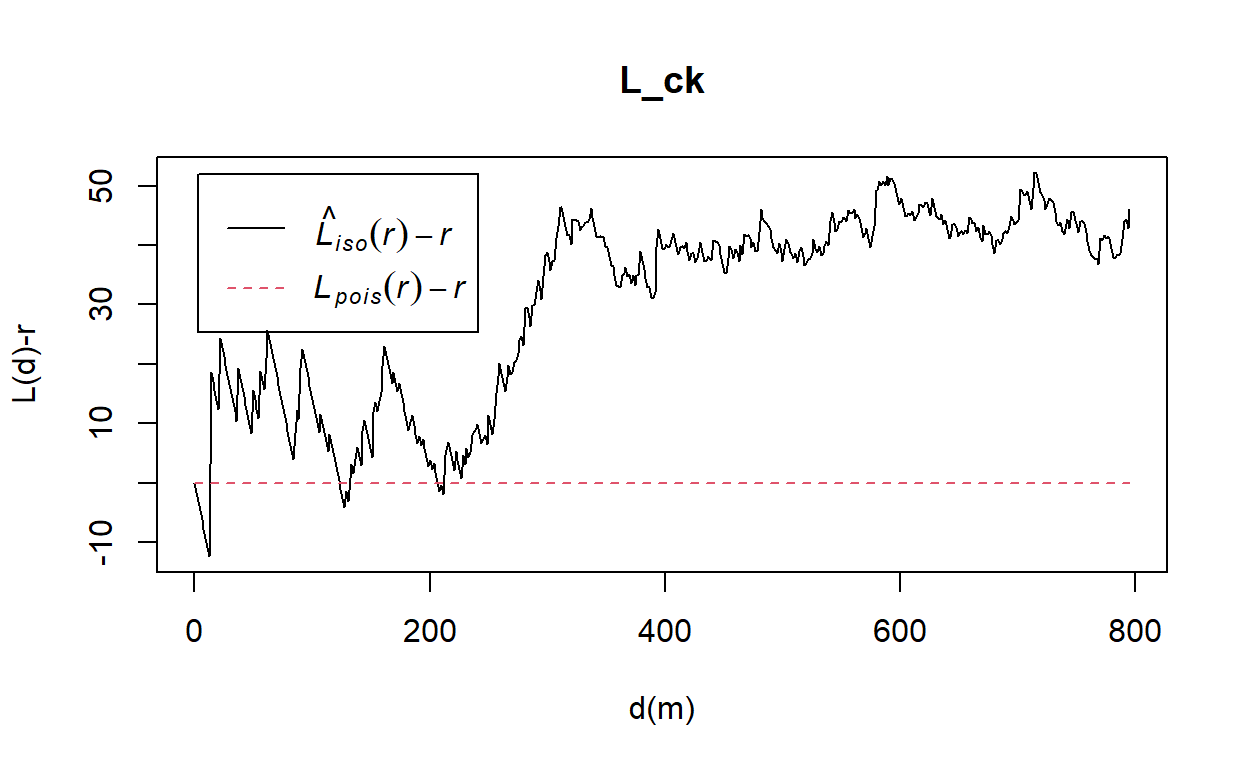 L_ck
L̂iso(r) – r
Lpois(r) – r
L(d)-r
50
30
10
-10
0 200 400 600 800
d(m)